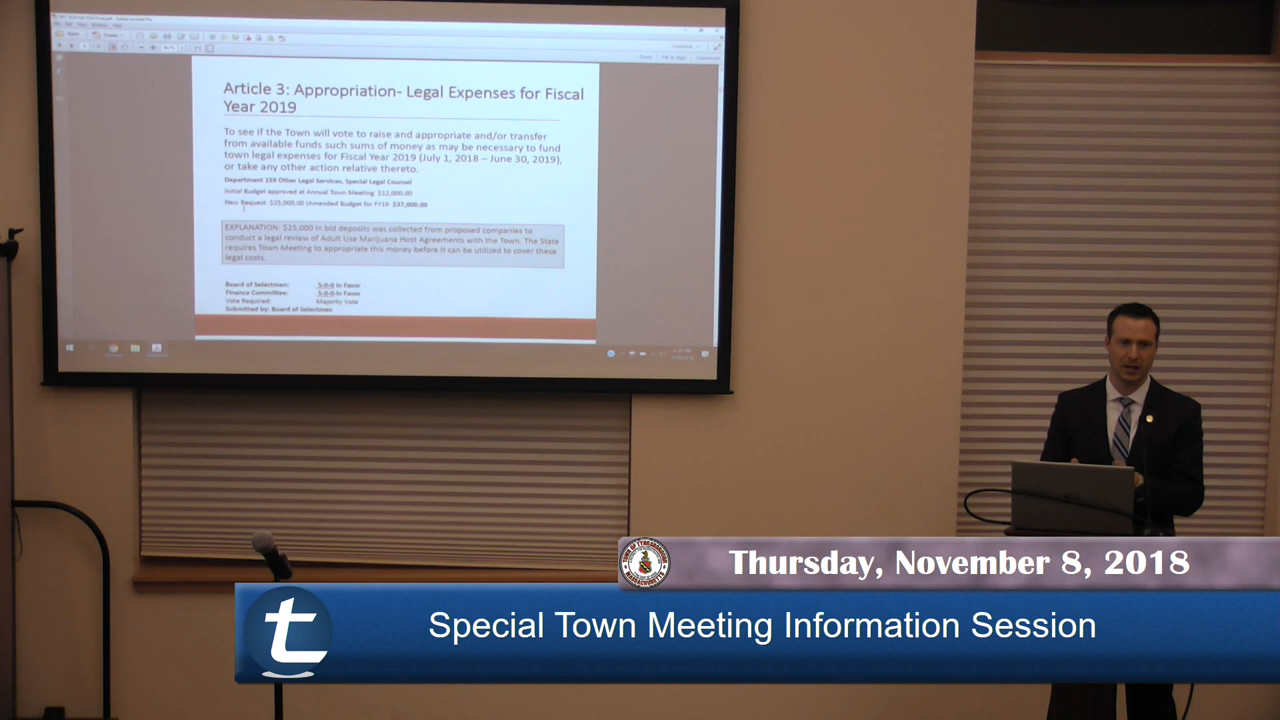 Article 3: Appropriation- Legal Expenses for Fiscal
Year 2019
To see if the Town will vote to raise and appropriate and/or transfer
from available funds such sums of money as may be necessary to fund
town legal expenses for Fiscal Year 2019 (July 1, 2018 – June 30, 2019),
or take any other action relative thereto.
Department 159 Other Legal Services, Special Legal Counsel
Initial Budget approved at Annual Town Meeting $12,000.00
New Request: $25,000.00 (Amended Budget for FY19 $37,000.00
EXPLANATION: $25,000 in bid deposits was collected from proposed companies to
conduct a legal review of Adult Use Marijuana Host Agreements with the Town. The State
requires Town Meeting to appropriate this money before it can be utilized to cover these
legal costs.
Board of Selectmen: 5-0-0 In Favor
Finance Committee: 5-0-0 In Favor
Vote Required: Majority Vote
Submitted by: Board of Selectmen
Thursday, November 8, 2018
t
Special Town Meeting Information Session